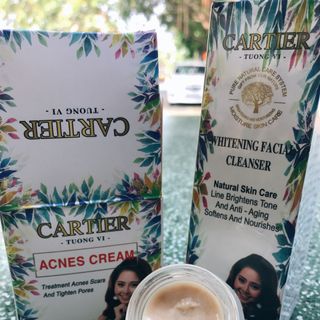 CARTIER
- TUONG VI -
CARTIER
- TUONG VI -
ACNES CREAM
Treatment Acnes Scars
And Tighten Pores
CARTIER
- TUONG VI -
PURE NATURAL CARE SYSTEM
MOISTURE SKIN CARE
WHITENING FACIAL
CLEANSER
Natural Skin Care
Line Brightens Tone
And Anti - Aging
Softens And Nourishes